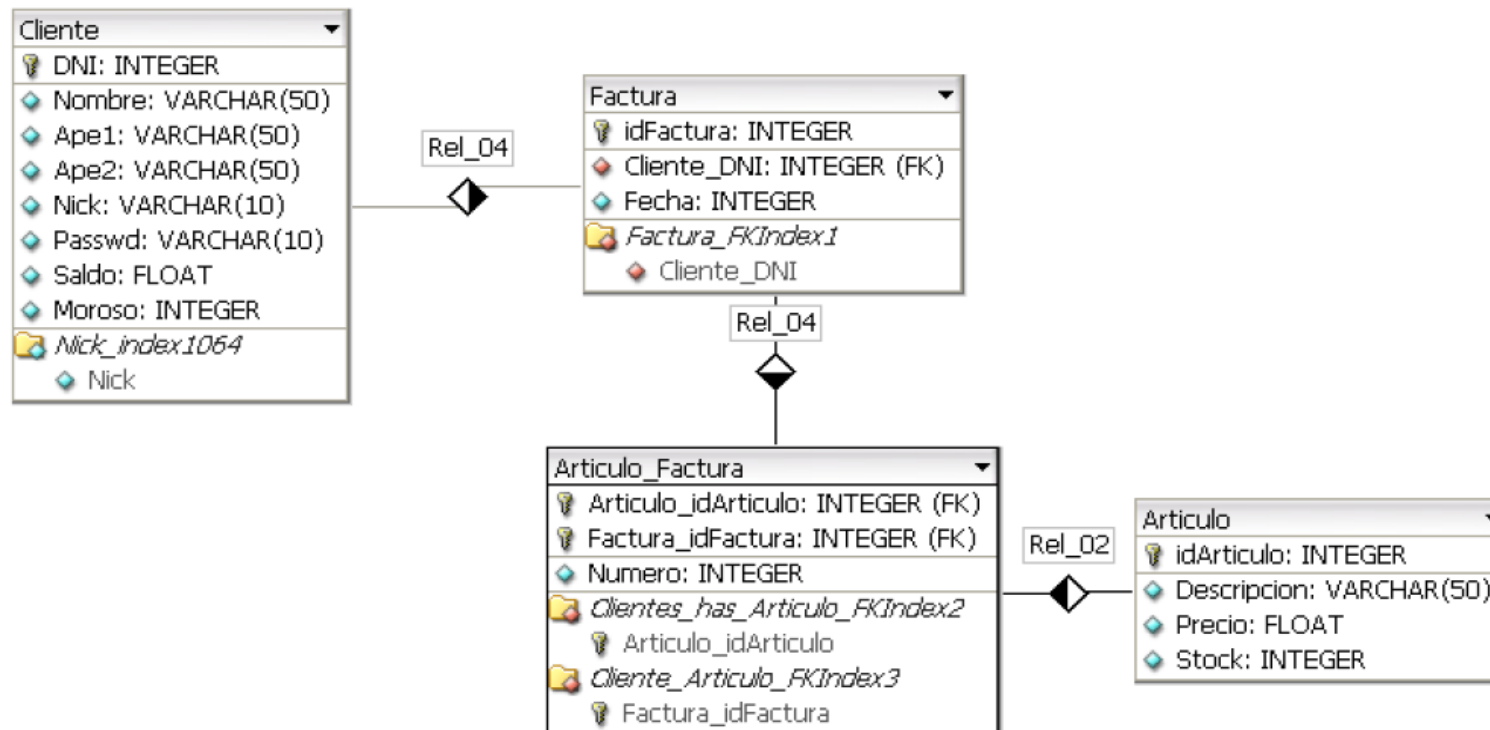 Cliente
DNI: INTEGER
Nombre: VARCHAR(50)
Ape1: VARCHAR(50)
Ape2: VARCHAR(50)
Nick: VARCHAR(10)
Passwd: VARCHAR(10)
Saldo: FLOAT
Moroso: INTEGER
Nick_index1064
Nick
Rel_04
Factura
idFactura: INTEGER
Cliente_DNI: INTEGER (FK)
Fecha: INTEGER
Factura_FKIndex1
Cliente_DNI
Rel_04
Articulo_Factura
Articulo_idArticulo: INTEGER (FK)
Factura_idFactura: INTEGER (FK)
Numero: INTEGER
Clientes_has_Articulo_FKIndex2
Articulo_idArticulo
Cliente_Articulo_FKIndex3
Factura_idFactura
Rel_02
Articulo
idArticulo: INTEGER
Descripcion: VARCHAR(50)
Precio: FLOAT
Stock: INTEGER